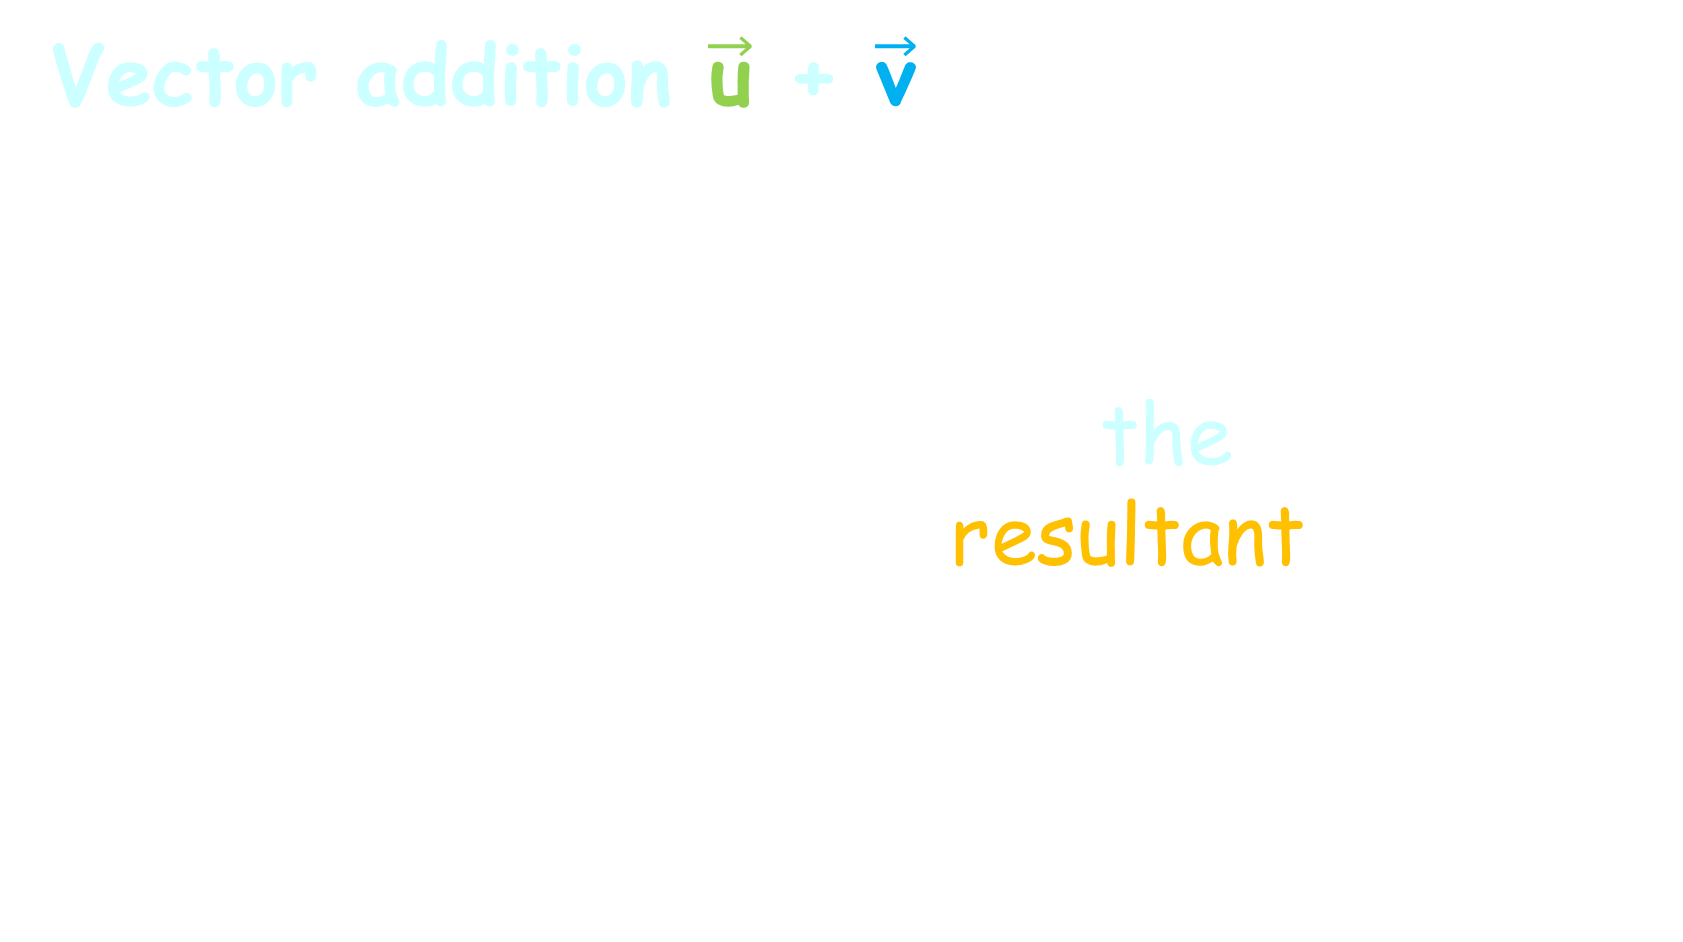 Vector addition u⃗ + v⃗
the
resultant